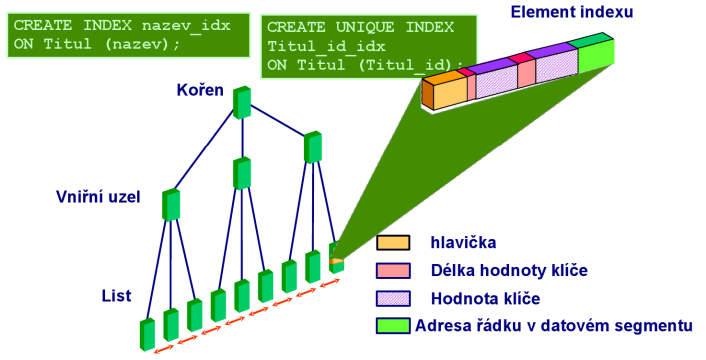 CREATE INDEX nazev_idx
ON Titul (nazev);
CREATE UNIQUE INDEX
Titul_id_idx
ON Titul (Titul_id);
Element indexu
Kořen
Vniřní uzel
List
hlavička
Délka hodnoty klíče
Hodnota klíče
Adresa řádku v datovém segmentu